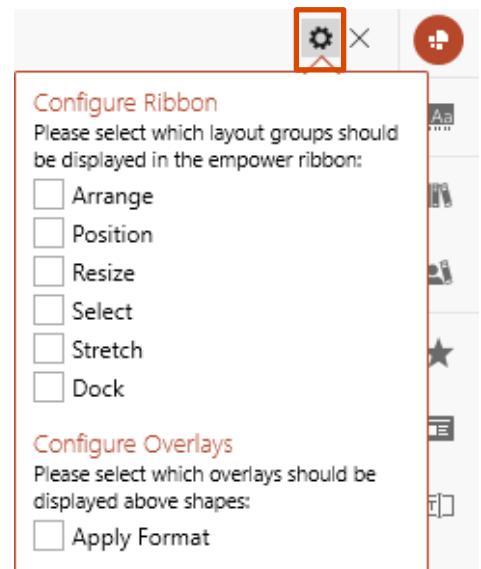 Aa
Configure Ribbon
Please select which layout groups should
be displayed in the empower ribbon:
Arrange
Position
Resize
Select
Stretch
Dock
Configure Overlays
Please select which overlays should be
displayed above shapes:
Apply Format